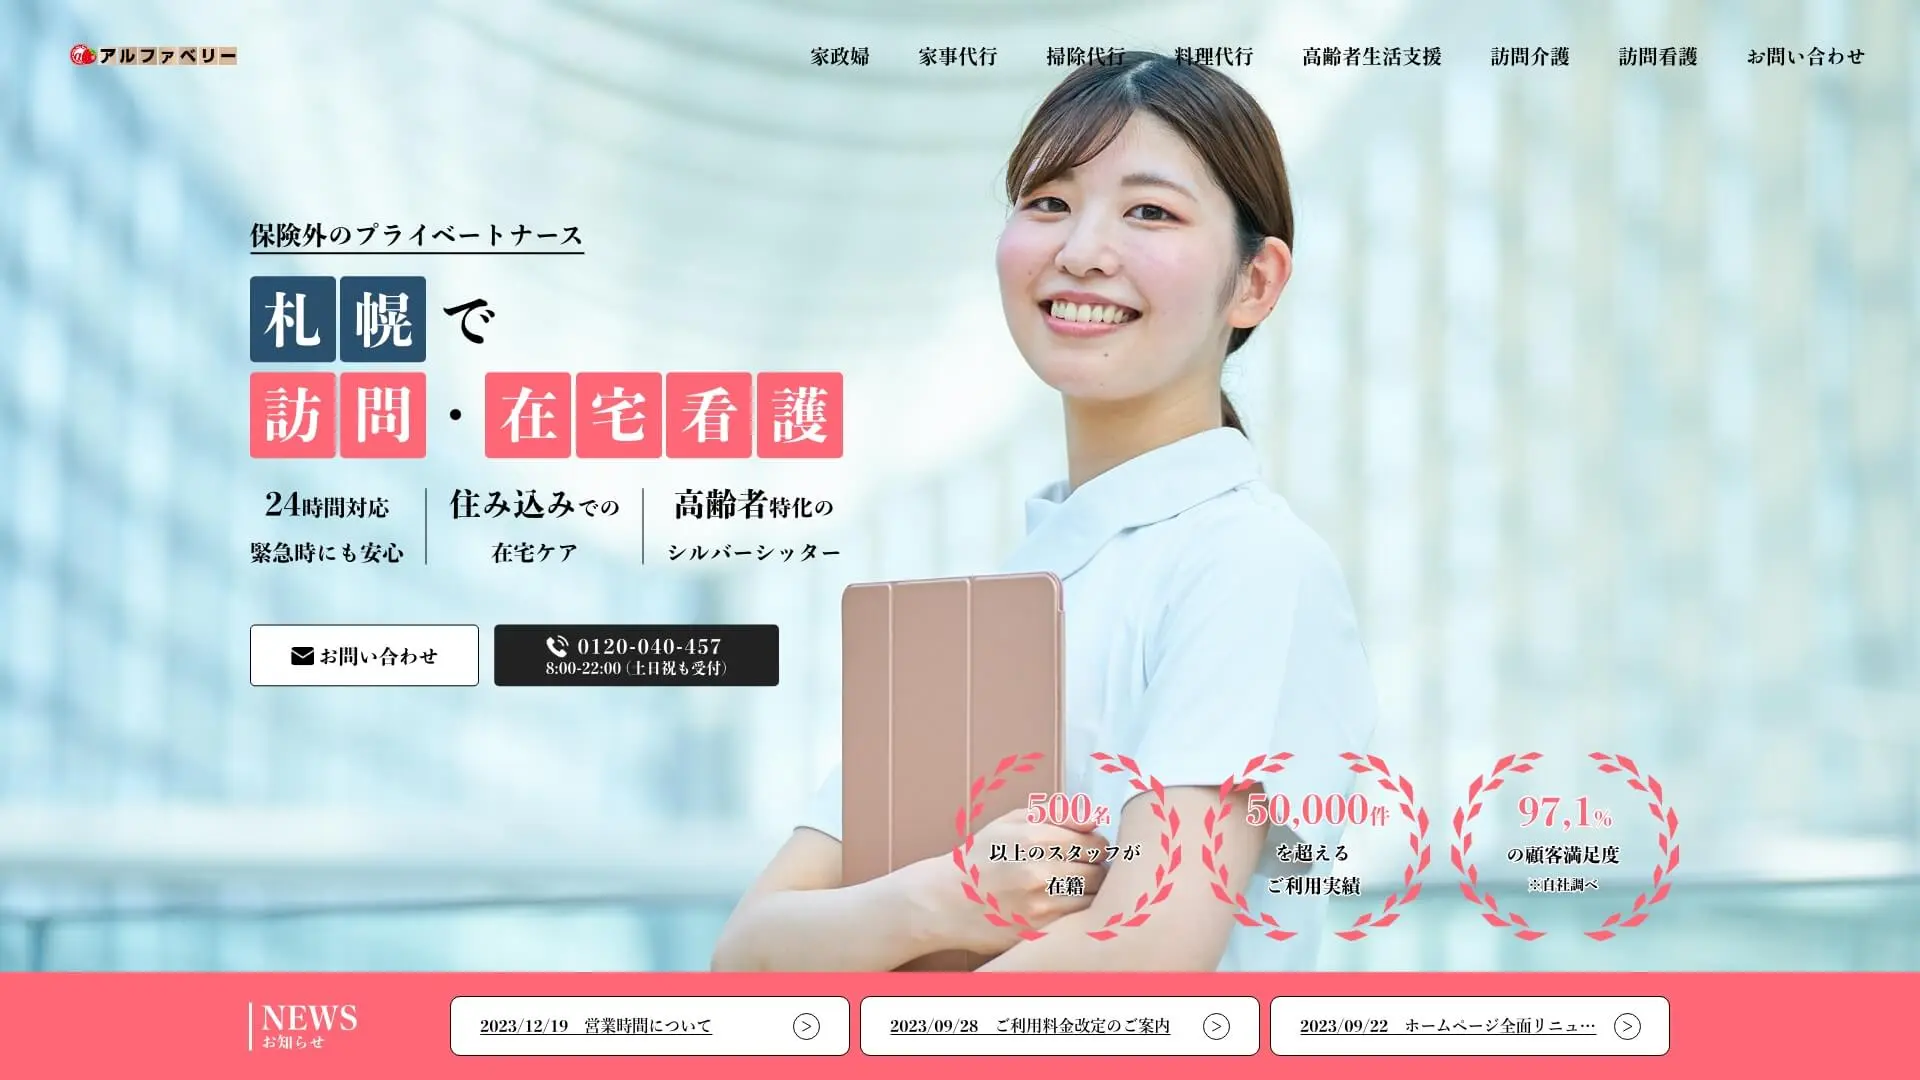 アルファベリー
家政婦 家事代行 掃除代行 料理代行 高齢者生活支援 訪問介護 訪問看護 お問い合わせ
保険外のプライベートナース
札幌で
訪問・在宅看護
24時間対応
緊急時にも安心
住み込みでの
在宅ケア
高齢者特化の
シルバーシッター
お問い合わせ
0120-040-457
8:00-22:00（土日祝も受付）
500名
以上のスタッフが
在籍
50,000件
を超える
ご利用実績
97,1%
の顧客満足度
※自社調べ
NEWS
お知らせ
2023/12/19　営業時間について
2023/09/28　ご利用料金改定のご案内
2023/09/22　ホームページ全面リニュ…